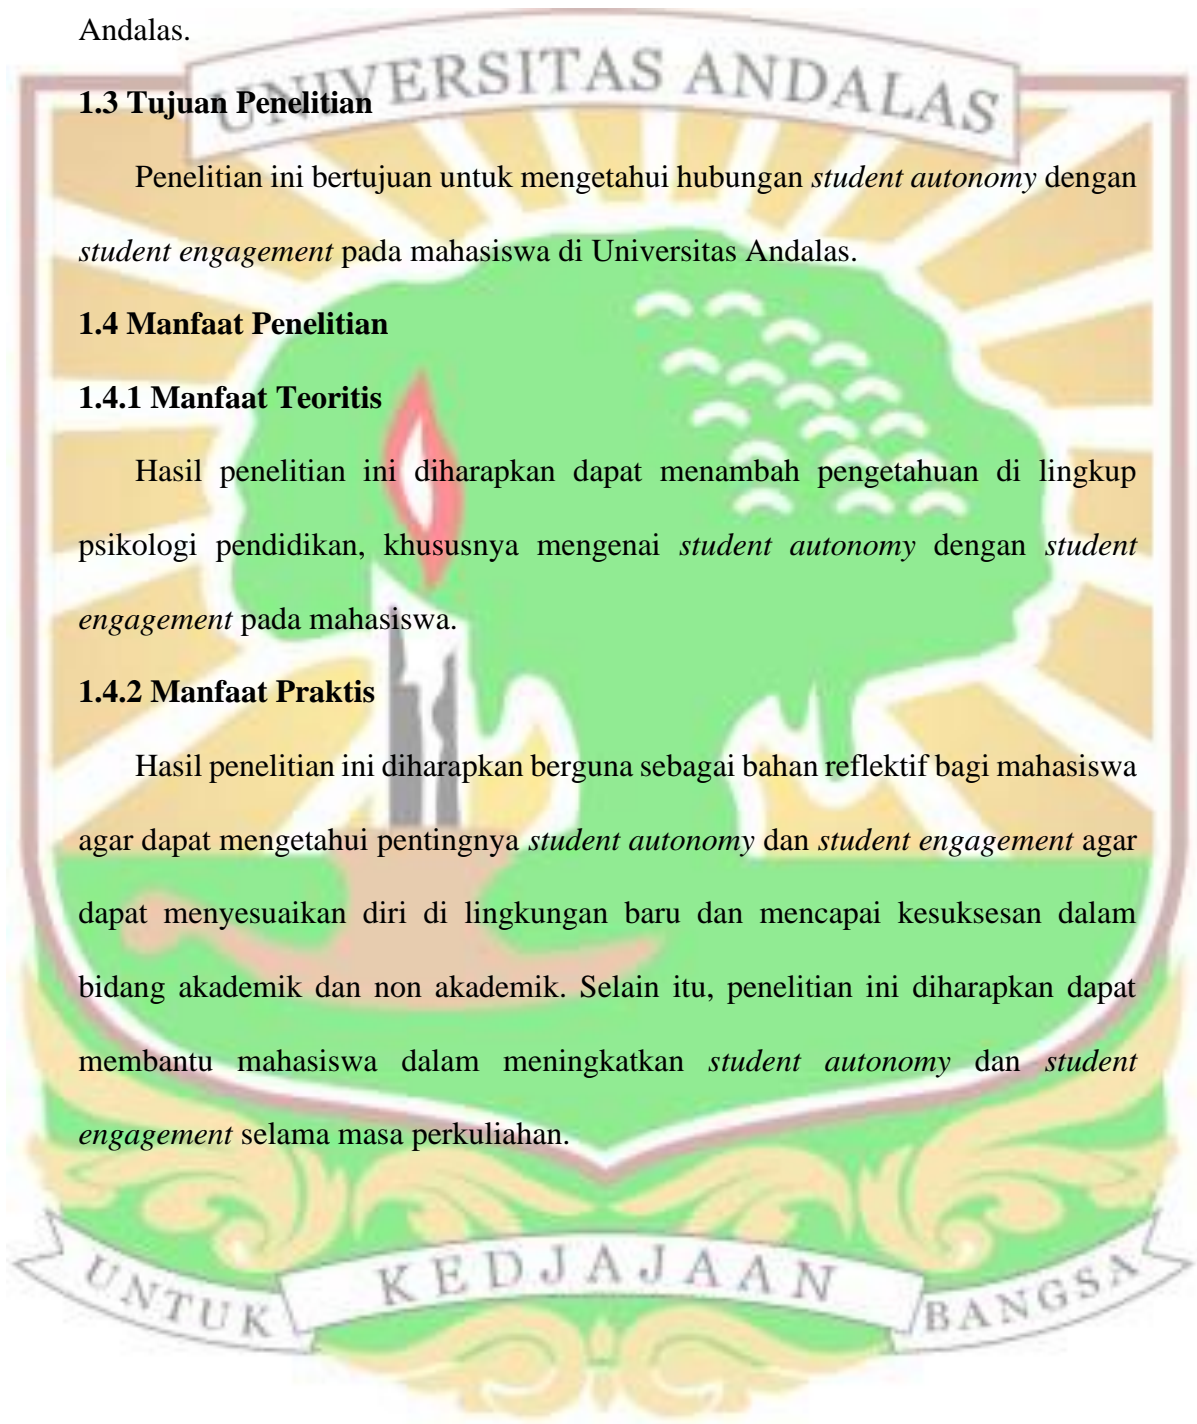 Andalas.
UNIVERSITAS ANDALAS
1.3 Tujuan Penelitian
Penelitian ini bertujuan untuk mengetahui hubungan student autonomy dengan
student engagement pada mahasiswa di Universitas Andalas.
1.4 Manfaat Penelitian
1.4.1 Manfaat Teoritis
Hasil penelitian ini diharapkan dapat menambah pengetahuan di lingkup
psikologi pendidikan, khususnya mengenai student autonomy dengan student
engagement pada mahasiswa.
1.4.2 Manfaat Praktis
Hasil penelitian ini diharapkan berguna sebagai bahan reflektif bagi mahasiswa
agar dapat mengetahui pentingnya student autonomy dan student engagement agar
dapat menyesuaikan diri di lingkungan baru dan mencapai kesuksesan dalam
bidang akademik dan non akademik. Selain itu, penelitian ini diharapkan dapat
membantu mahasiswa dalam meningkatkan student autonomy dan student
engagement selama masa perkuliahan.
UNTUK KEDJAJAAN BANGSA